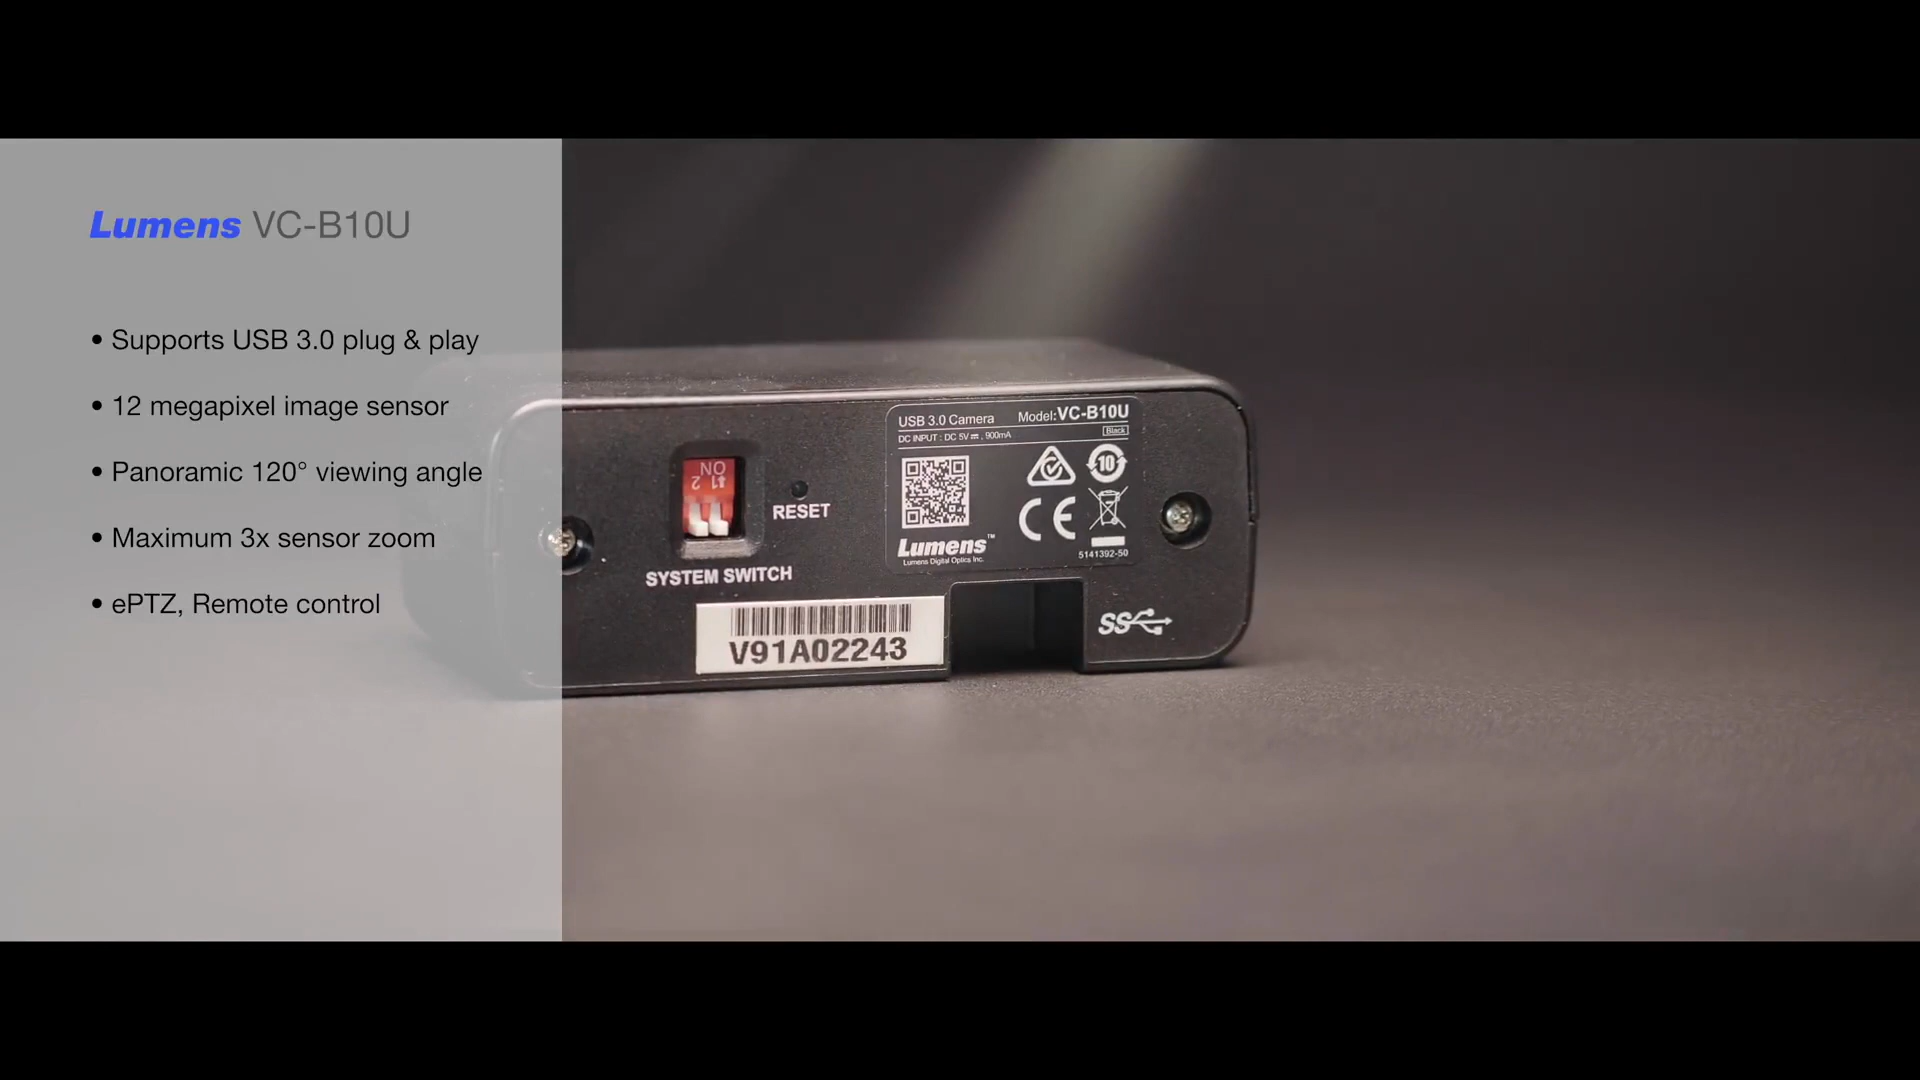 Lumens VC-B10U
• Supports USB 3.0 plug & play
• 12 megapixel image sensor
• Panoramic 120° viewing angle
• Maximum 3x sensor zoom
• ePTZ, Remote control
USB 3.0 Camera Model:VC-B10U
DC INPUT : DC 5V⎓, 900mA Black
10
CE
Lumens™
Lumens Digital Optics Inc.
5141392-50
ON
1 2
RESET
SYSTEM SWITCH
V91A02243
SS